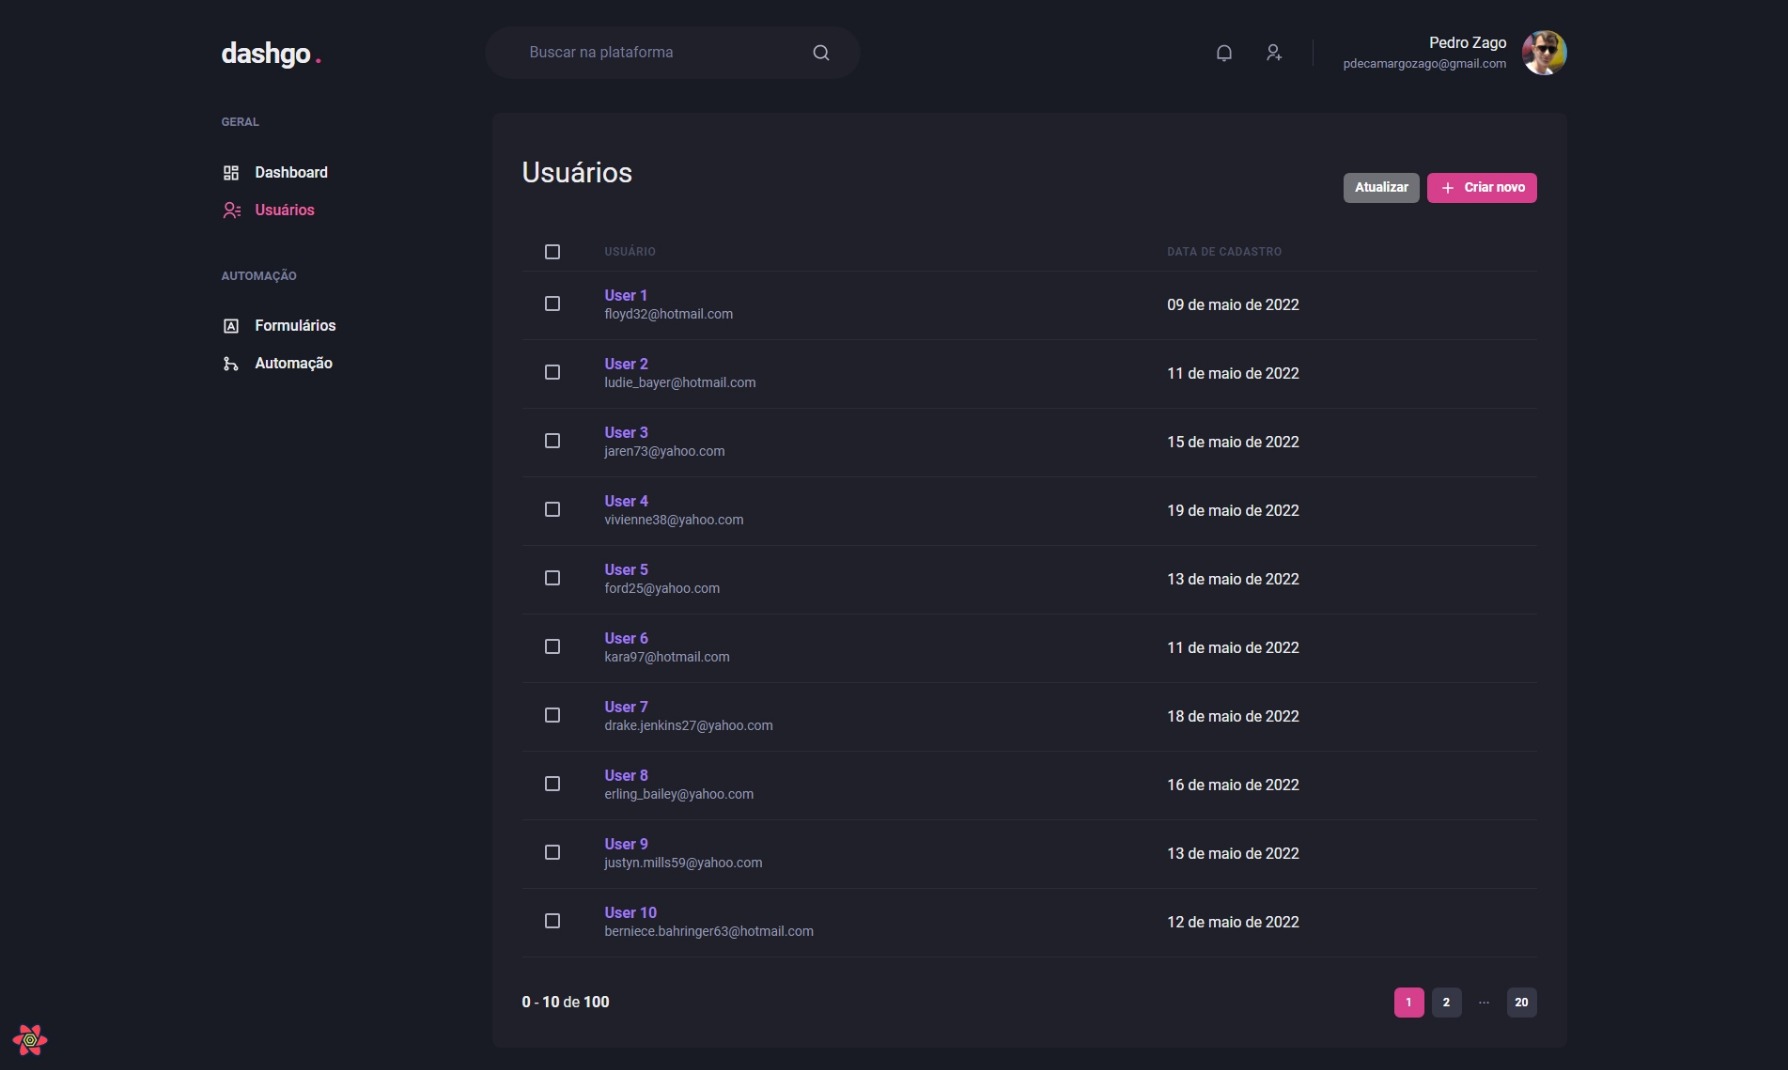 dashgo .
Buscar na plataforma
Pedro Zago
pdecamargozago@gmail.com
GERAL
Dashboard
Usuários
AUTOMAÇÃO
Formulários
Automação
Usuários
Atualizar
+ Criar novo
USUÁRIO DATA DE CADASTRO
User 1
floyd32@hotmail.com
09 de maio de 2022
User 2
ludie_bayer@hotmail.com
11 de maio de 2022
User 3
jaren73@yahoo.com
15 de maio de 2022
User 4
vivienne38@yahoo.com
19 de maio de 2022
User 5
ford25@yahoo.com
13 de maio de 2022
User 6
kara97@hotmail.com
11 de maio de 2022
User 7
drake.jenkins27@yahoo.com
18 de maio de 2022
User 8
erling_bailey@yahoo.com
16 de maio de 2022
User 9
justyn.mills59@yahoo.com
13 de maio de 2022
User 10
berniece.bahringer63@hotmail.com
12 de maio de 2022
0 - 10 de 100
1 2 ... 20